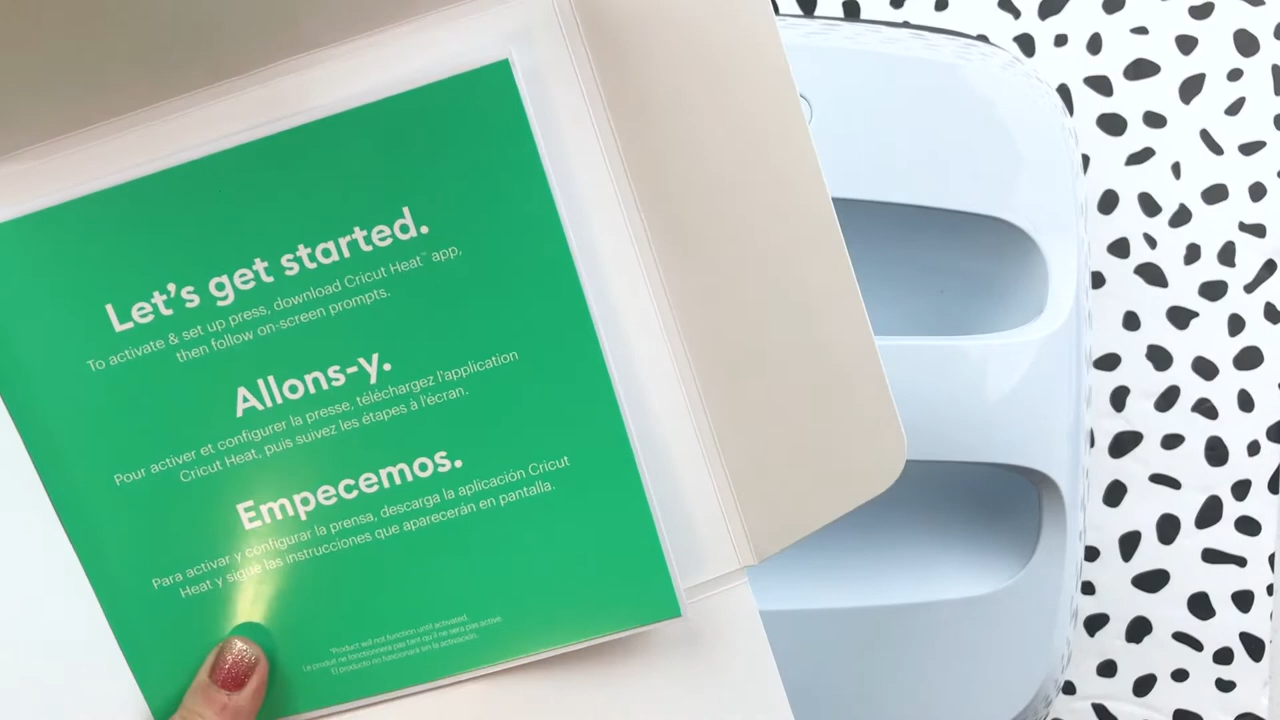 Let's get started.
To activate & set up press, download Cricut Heat™ app,
then follow on-screen prompts.
Allons-y.
Pour activer et configurer la presse, téléchargez l'application
Cricut Heat, puis suivez les étapes à l'écran.
Empecemos.
Para activar y configurar la prensa, descarga la aplicación Cricut
Heat y sigue las instrucciones que aparecerán en pantalla.
*Product will not function until activated.
Le produit ne fonctionnera pas tant qu'il ne sera pas activé.
El producto no funcionará sin la activación.